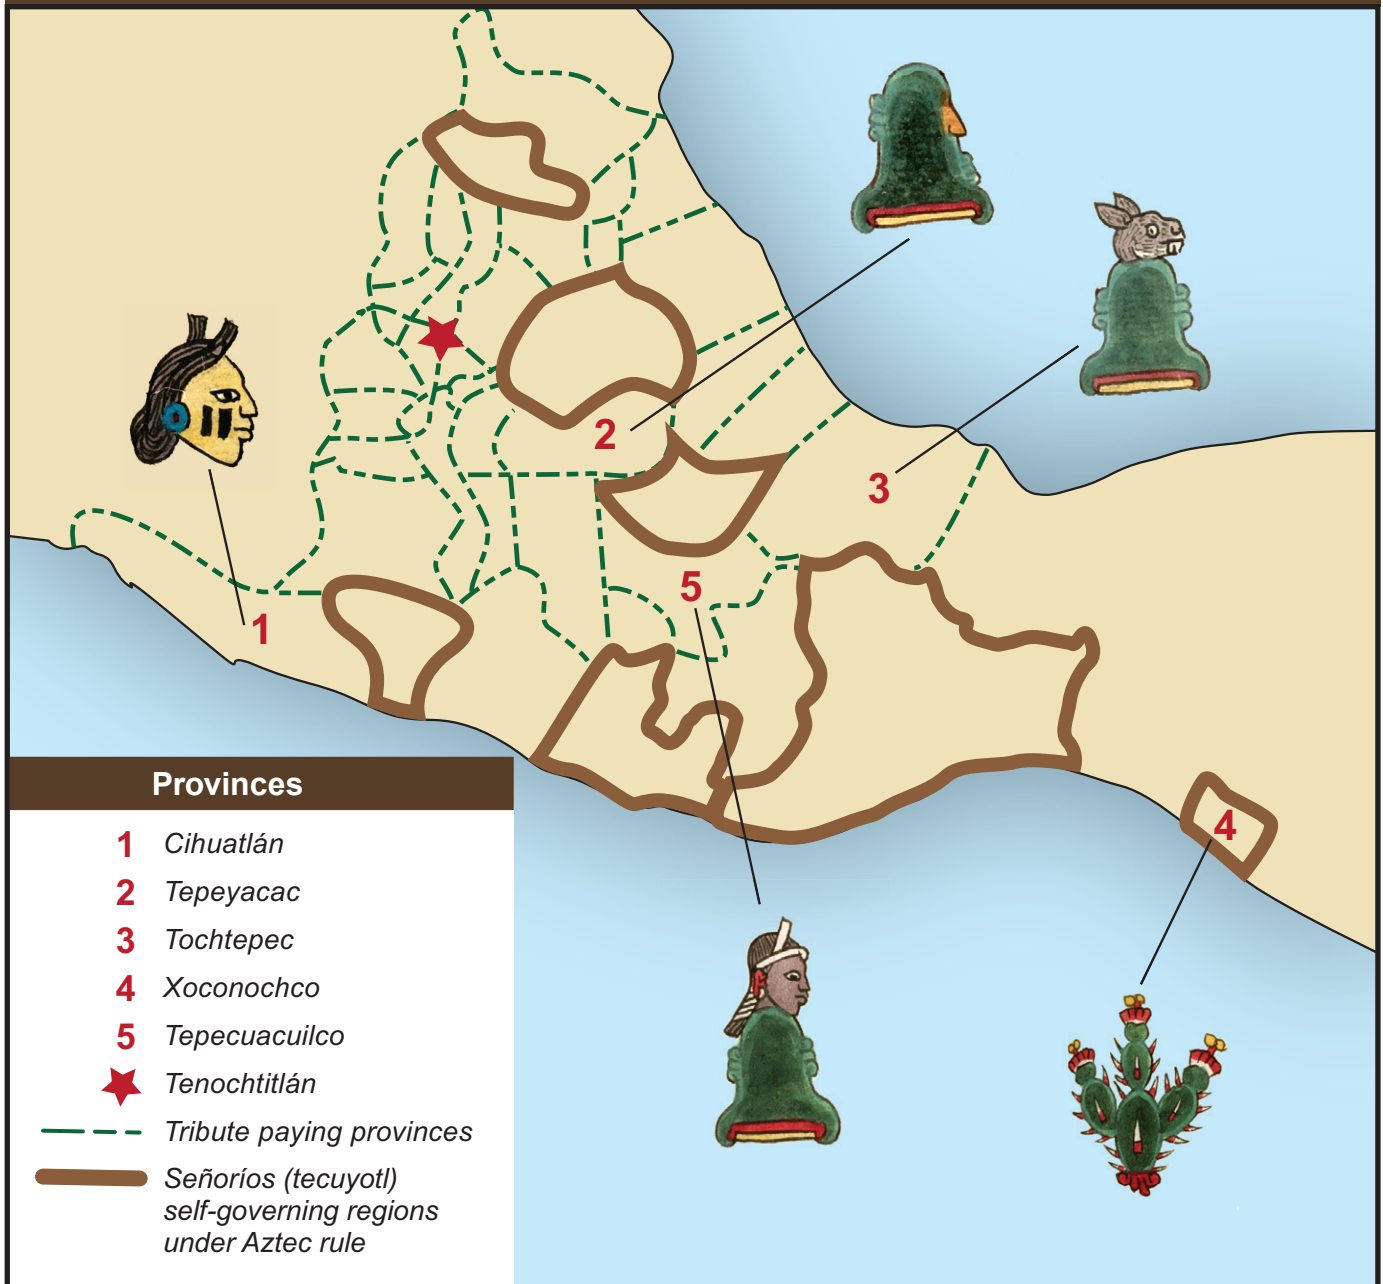 2
3
1
5
4
Provinces
1 Cihuatlán
2 Tepeyacac
3 Tochtepec
4 Xoconochco
5 Tepecuacuilco
Tenochtitlán
Tribute paying provinces
Señoríos (tecuyotl)
self-governing regions
under Aztec rule